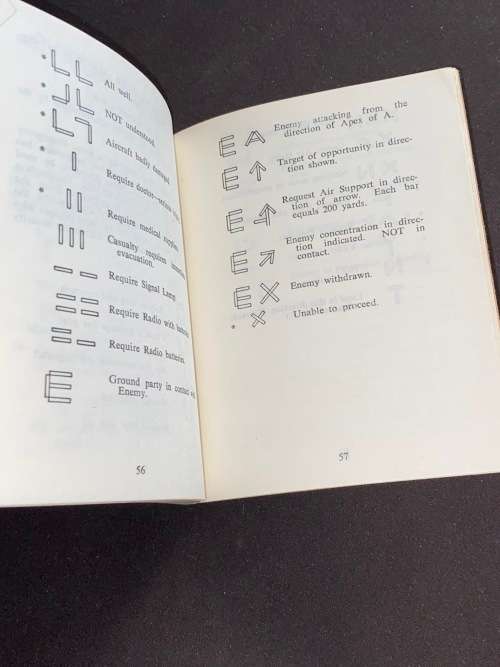 * All well.
* NOT understood.
* Aircraft badly damaged.
* Require doctor—serious
* Require medical supplies.
Casualty requires
evacuation.
Require Signal Lamp
Require Radio with batteries
Require Radio batteries.
E Ground party in contact
Enemy.
56
E A Enemy attacking from the
direction of Apex of A.
E Target of opportunity in direc-
tion shown.
E Request Air Support in direc-
tion of arrow. Each bar
equals 200 yards.
E Enemy concentration in direc-
tion indicated. NOT in
contact.
E X Enemy withdrawn.
* X Unable to proceed.
57